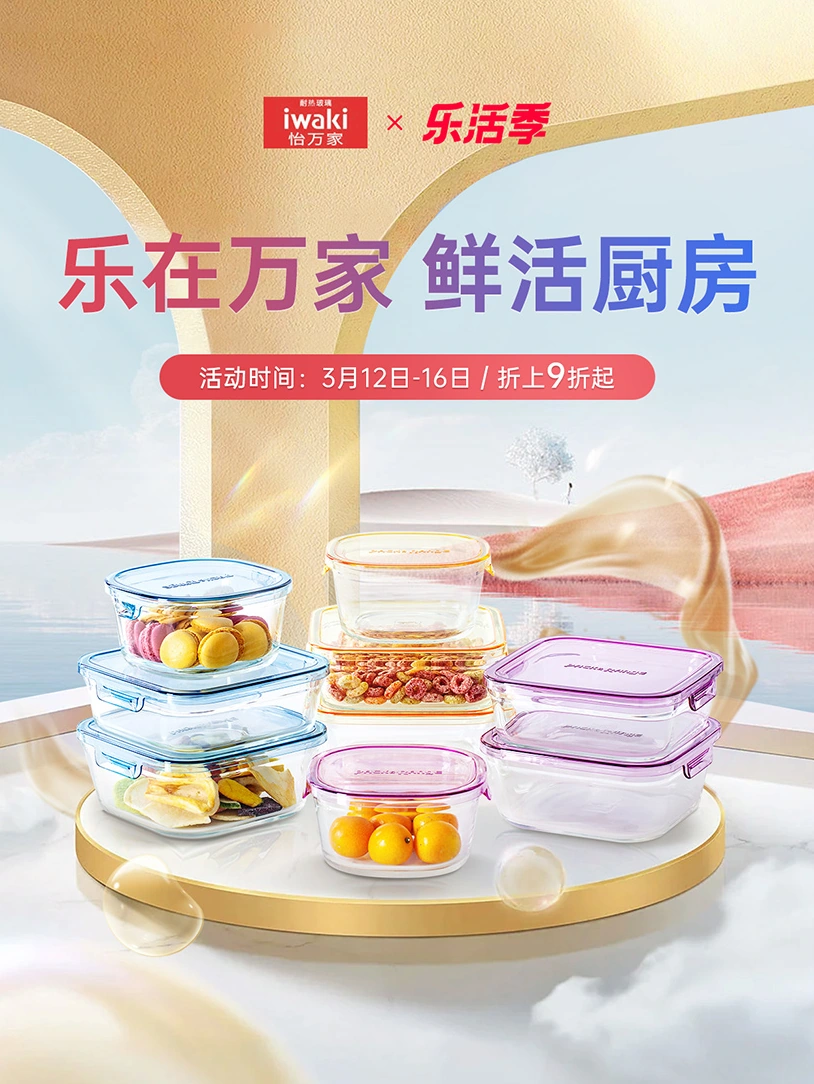 耐热玻璃
iwaki
怡万家
× 乐活季
乐在万家 鲜活厨房
活动时间：3月12日-16日 / 折上9折起